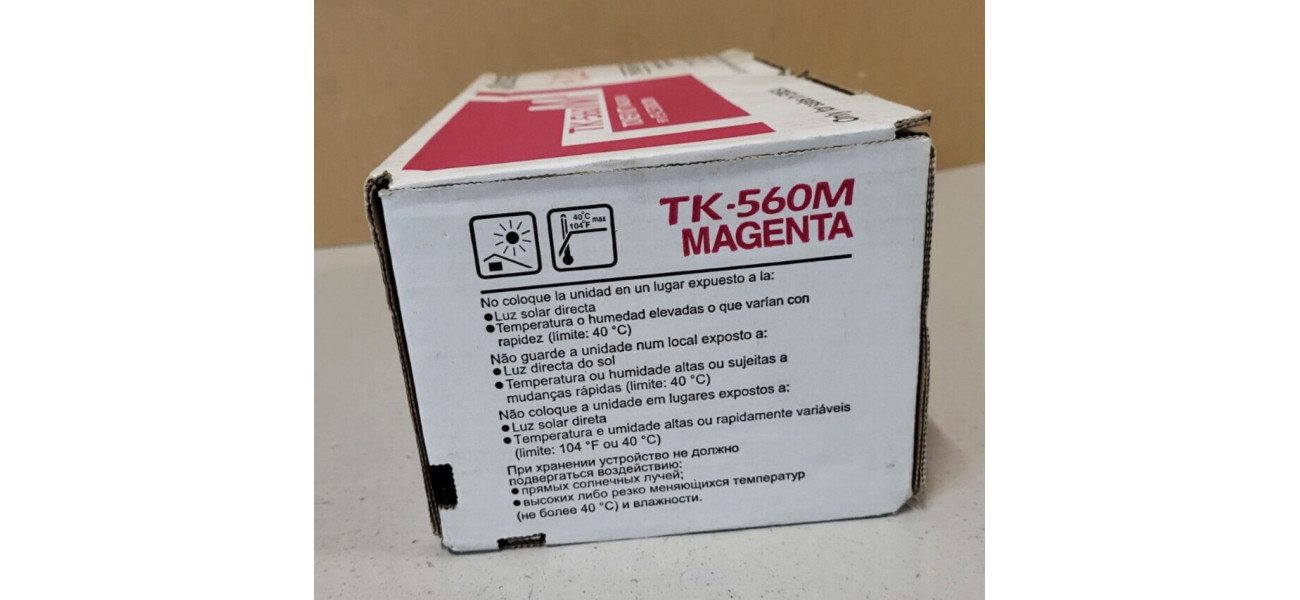 TK-560M
40°C
104°F max
TK-560M
MAGENTA
No coloque la unidad en un lugar expuesto a la:
●Luz solar directa
●Temperatura o humedad elevadas o que varían con
rapidez (límite: 40 °C)
Não guarde a unidade num local exposto a:
●Luz directa do sol
●Temperatura ou humidade altas ou sujeitas a
mudanças rápidas (limite: 40 °C)
Não coloque a unidade em lugares expostos a:
●Luz solar direta
●Temperatura e umidade altas ou rapidamente variáveis
(limite: 104 °F ou 40 °C)
При хранении устройство не должно
подвергаться воздействию:
●прямых солнечных лучей;
●высоких либо резко меняющихся температур
(не более 40 °C) и влажности.